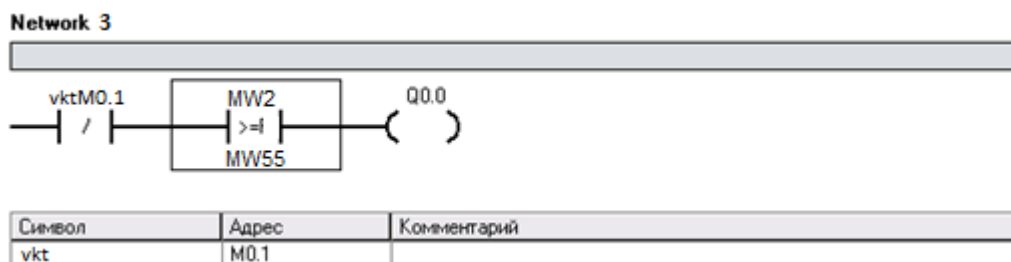 Network 3
vktM0.1 MW2 Q0.0
/ >=I ( )
MW55
Символ Адрес Комментарий
vkt M0.1